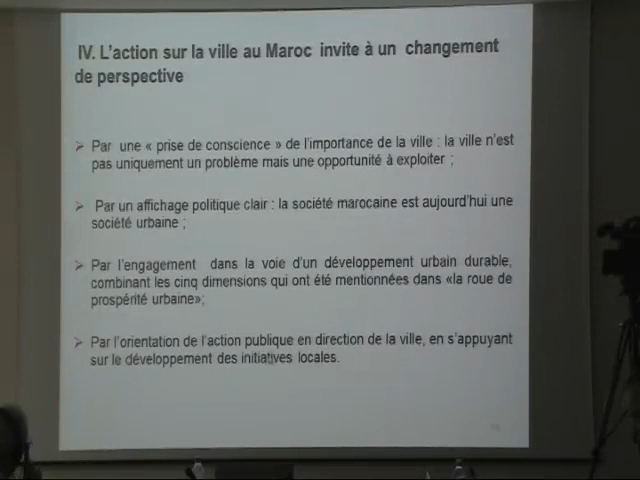 IV. L'action sur la ville au Maroc invite à un changement
de perspective
➢ Par une « prise de conscience » de l'importance de la ville : la ville n'est
pas uniquement un problème mais une opportunité à exploiter ;
➢ Par un affichage politique clair : la société marocaine est aujourd'hui une
société urbaine ;
➢ Par l'engagement dans la voie d'un développement urbain durable,
combinant les cinq dimensions qui ont été mentionnées dans «la roue de
prospérité urbaine»;
➢ Par l'orientation de l'action publique en direction de la ville, en s'appuyant
sur le développement des initiatives locales.